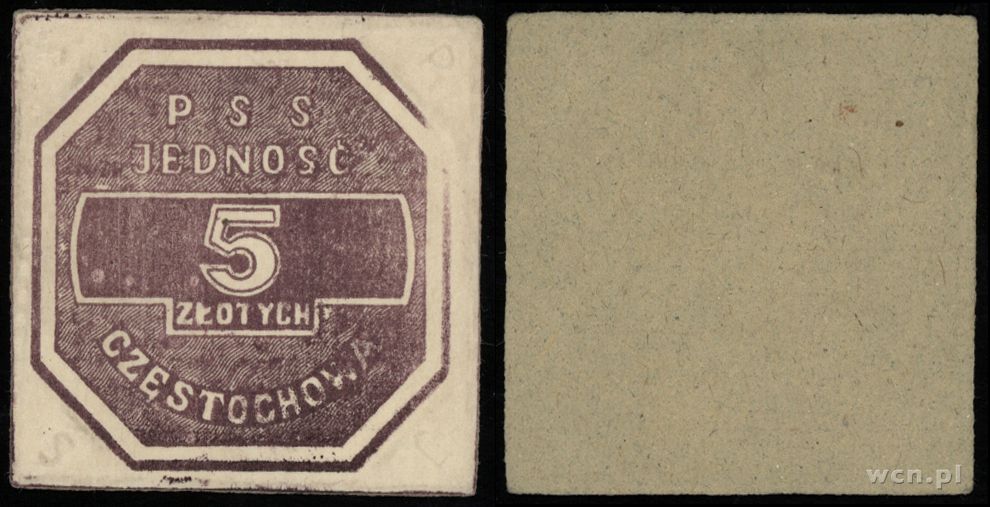 P S S
JEDNOŚĆ
5
ZŁOTYCH
CZĘSTOCHOWA
wcn.pl